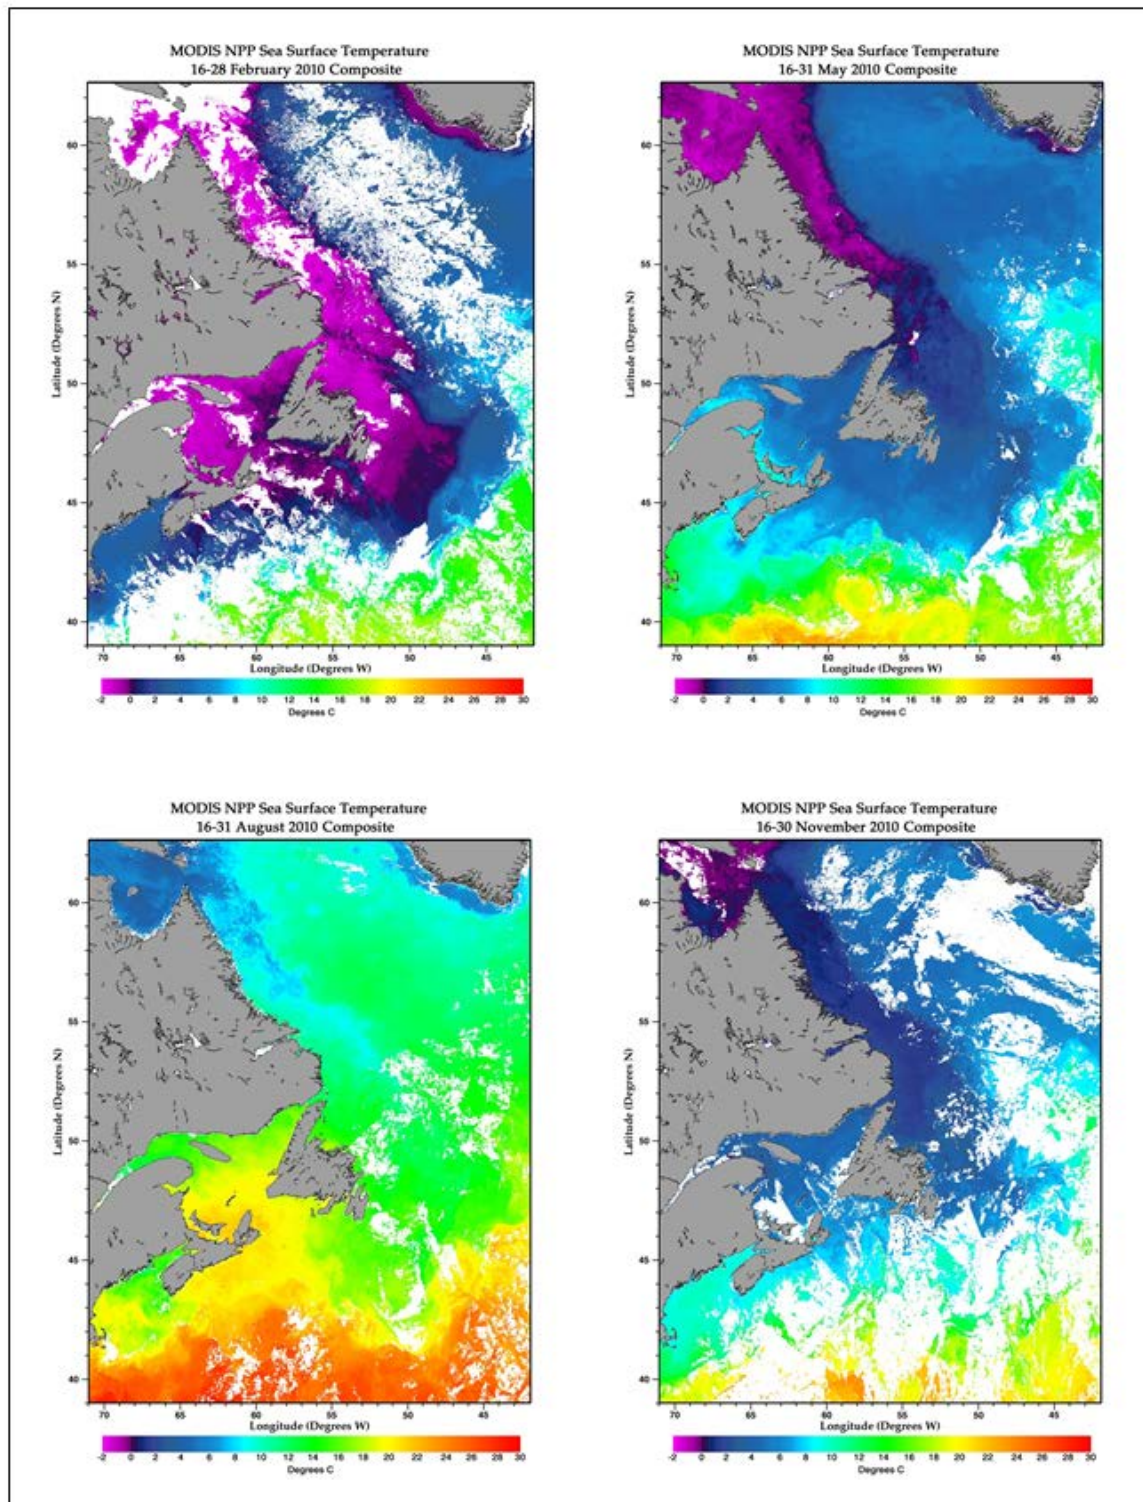 MODIS NPP Sea Surface Temperature
16-28 February 2010 Composite
60
55
50
45
40
Latitude (Degrees N)
70 65 60 55 50 45
Longitude (Degrees W)
-2 0 2 4 6 8 10 12 14 16 18 20 22 24 26 28 30
Degrees C
MODIS NPP Sea Surface Temperature
16-31 May 2010 Composite
60
55
50
45
40
Latitude (Degrees N)
70 65 60 55 50 45
Longitude (Degrees W)
-2 0 2 4 6 8 10 12 14 16 18 20 22 24 26 28 30
Degrees C
MODIS NPP Sea Surface Temperature
16-31 August 2010 Composite
60
55
50
45
40
Latitude (Degrees N)
70 65 60 55 50 45
Longitude (Degrees W)
-2 0 2 4 6 8 10 12 14 16 18 20 22 24 26 28 30
Degrees C
MODIS NPP Sea Surface Temperature
16-30 November 2010 Composite
60
55
50
45
40
Latitude (Degrees N)
70 65 60 55 50 45
Longitude (Degrees W)
-2 0 2 4 6 8 10 12 14 16 18 20 22 24 26 28 30
Degrees C